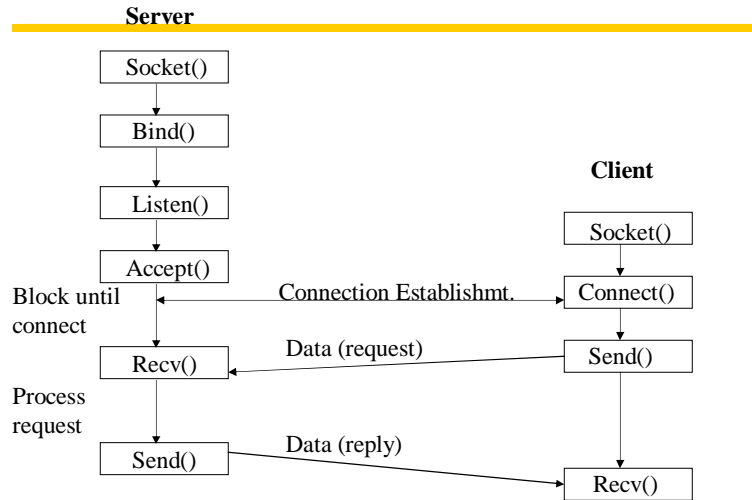 Server
Socket()
Bind()
Listen()
Accept()
Block until
connect
Recv()
Process
request
Send()
Connection Establishmt.
Data (request)
Data (reply)
Client
Socket()
Connect()
Send()
Recv()